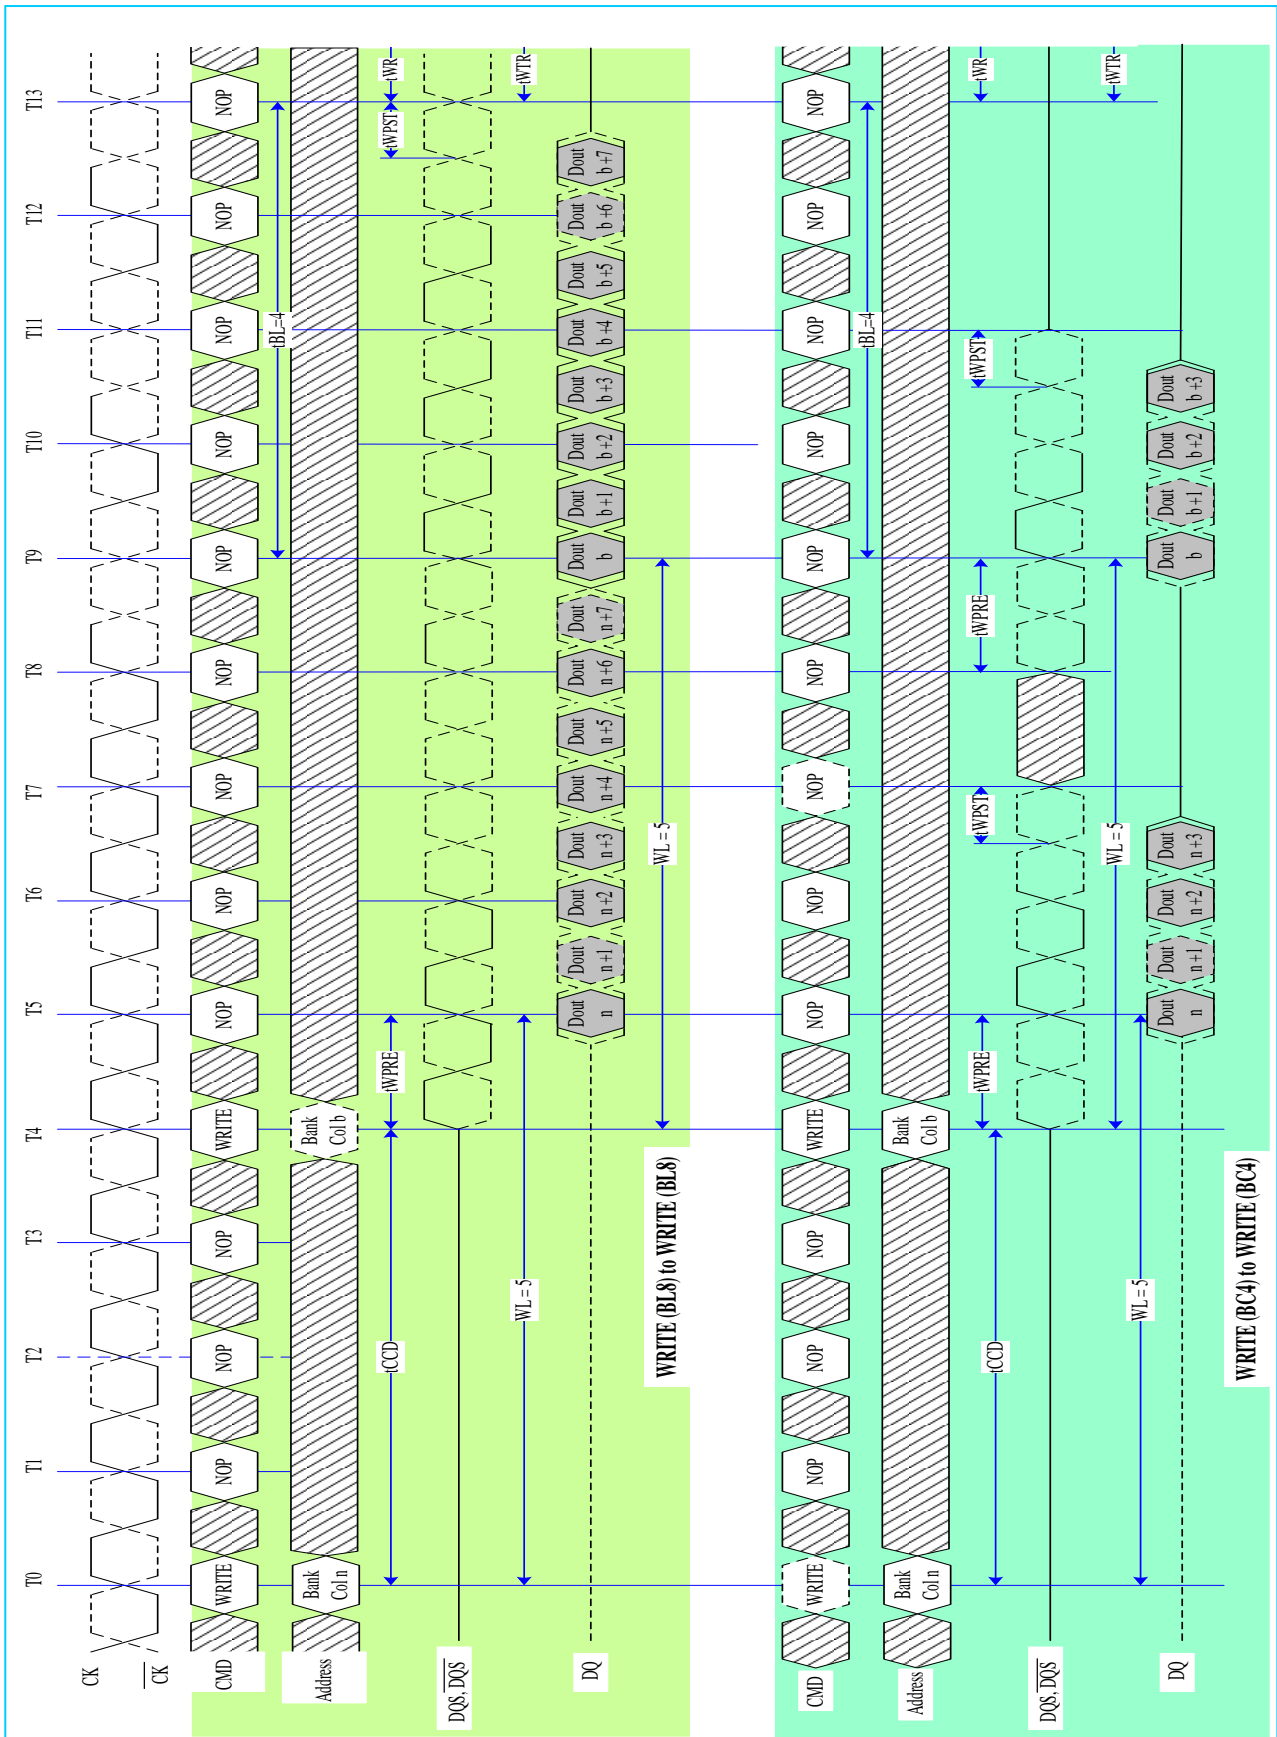 T0 T1 T2 T3 T4 T5 T6 T7 T8 T9 T10 T11 T12 T13
CK
CK
CMD WRITE NOP NOP NOP WRITE NOP NOP NOP NOP NOP NOP NOP NOP NOP
tBL=4
Address
Bank
Col n
Bank
Col b
tCCD tWPRE tWPST tWR
DQS, DQS
WL = 5 tWTR
DQ
Dout
n
Dout
n+1
Dout
n+2
Dout
n+3
Dout
n+4
Dout
n+5
Dout
n+6
Dout
n+7
Dout
b
Dout
b+1
Dout
b+2
Dout
b+3
Dout
b+4
Dout
b+5
Dout
b+6
Dout
b+7
WL = 5
WRITE (BL8) to WRITE (BL8)
CMD WRITE NOP NOP NOP WRITE NOP NOP NOP NOP NOP NOP NOP NOP NOP
tBL=4
Address
Bank
Col n
Bank
Col b
tCCD tWPRE tWPST tWPRE tWPST tWR
DQS, DQS
WL = 5 tWTR
WL = 5
DQ
Dout
n
Dout
n+1
Dout
n+2
Dout
n+3
Dout
b
Dout
b+1
Dout
b+2
Dout
b+3
WRITE (BC4) to WRITE (BC4)